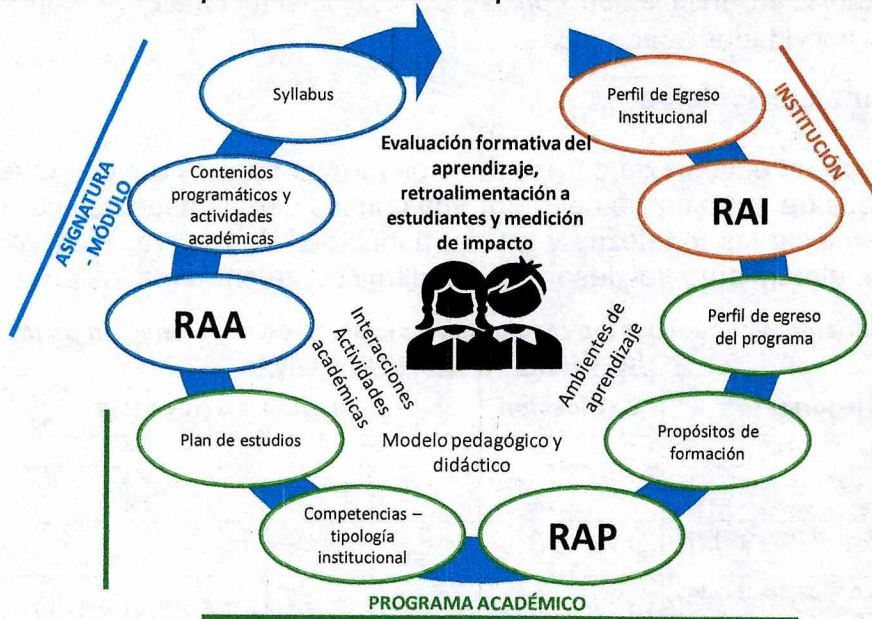 Syllabus
Perfil de Egreso
Institucional
INSTITUCIÓN
ASIGNATURA
- MÓDULO
Contenidos
programáticos y
actividades
académicas
Evaluación formativa del
aprendizaje,
retroalimentación a
estudiantes y medición
de impacto
RAI
RAA
Interacciones
Actividades
académicas
Ambientes de
aprendizaje
Perfil de egreso
del programa
Plan de estudios
Modelo pedagógico y
didáctico
Propósitos de
formación
Competencias –
tipología
institucional
RAP
PROGRAMA ACADÉMICO